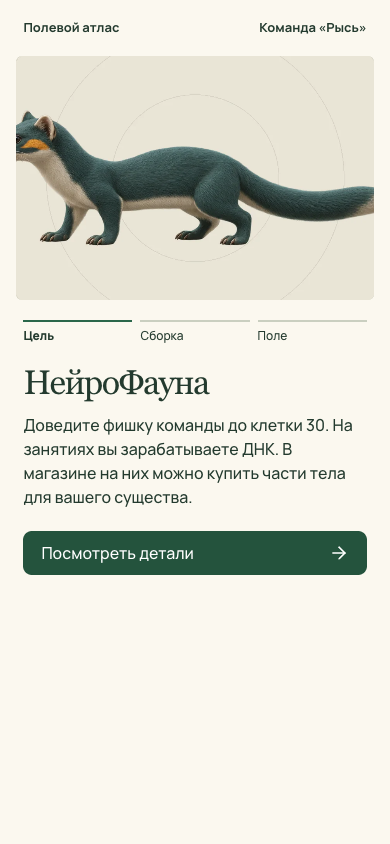 Полевой атлас
Команда «Рысь»
Цель
Сборка
Поле
НейроФауна
Доведите фишку команды до клетки 30. На
занятиях вы зарабатываете ДНК. В
магазине на них можно купить части тела
для вашего существа.
Посмотреть детали